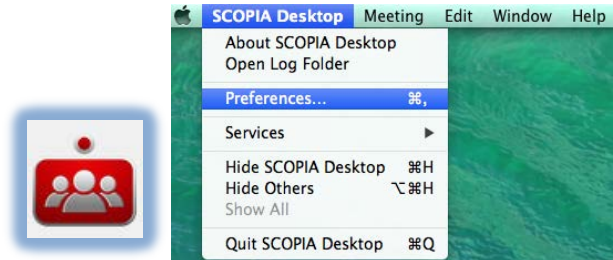 SCOPIA Desktop Meeting Edit Window Help
About SCOPIA Desktop
Open Log Folder
Preferences... ⌘,
Services ▶
Hide SCOPIA Desktop ⌘H
Hide Others ⌥⌘H
Show All
Quit SCOPIA Desktop ⌘Q